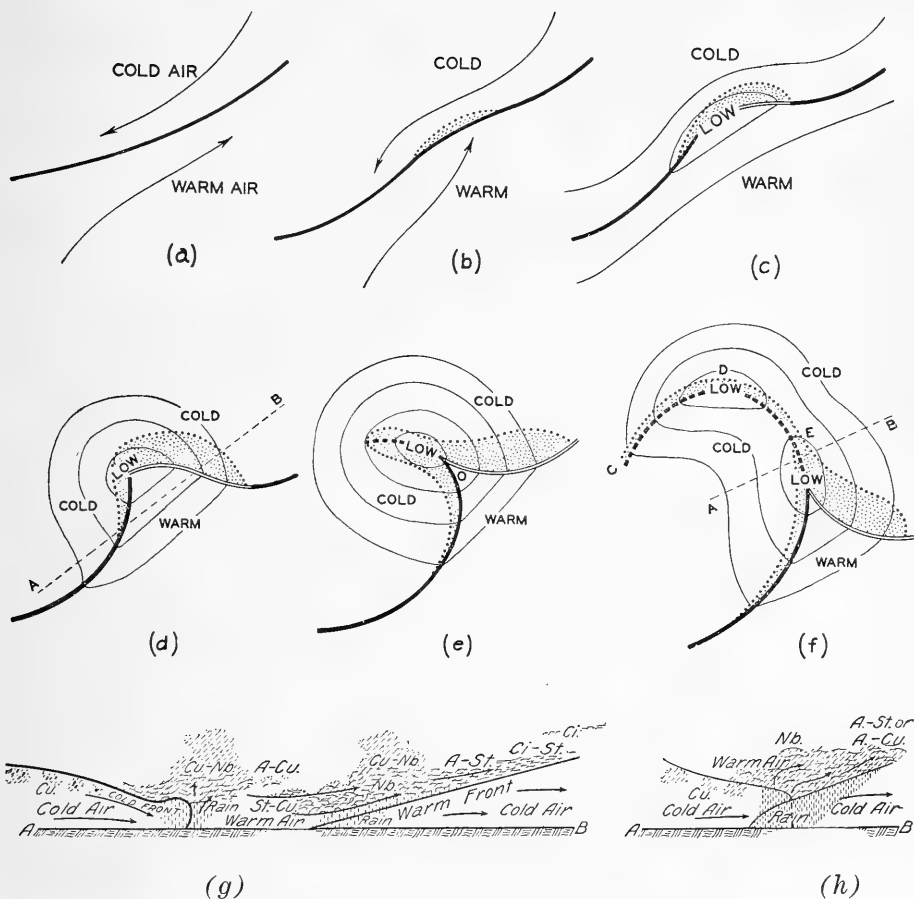 COLD AIR
WARM AIR
(a)
COLD
WARM
(b)
COLD
LOW
WARM
(c)
B
COLD
LOW
COLD
WARM
A
(d)
COLD
LOW
O
COLD
WARM
(e)
COLD
D
LOW
E
B
C
COLD
LOW
A
WARM
(f)
Ci.
Cu-Nb.
A-Cu.
Cu-Nb.
A-St.
Ci-St.
Cu.
COLD FRONT
Rain
St-Cu.
Nb.
Cold Air
Warm Air
Rain
Warm Front
Cold Air
A
B
(g)
A.-St. or
Nb.
A.-Cu.
Warm Air
Cu.
Cold Air
Rain
Cold Air
A
B
(h)